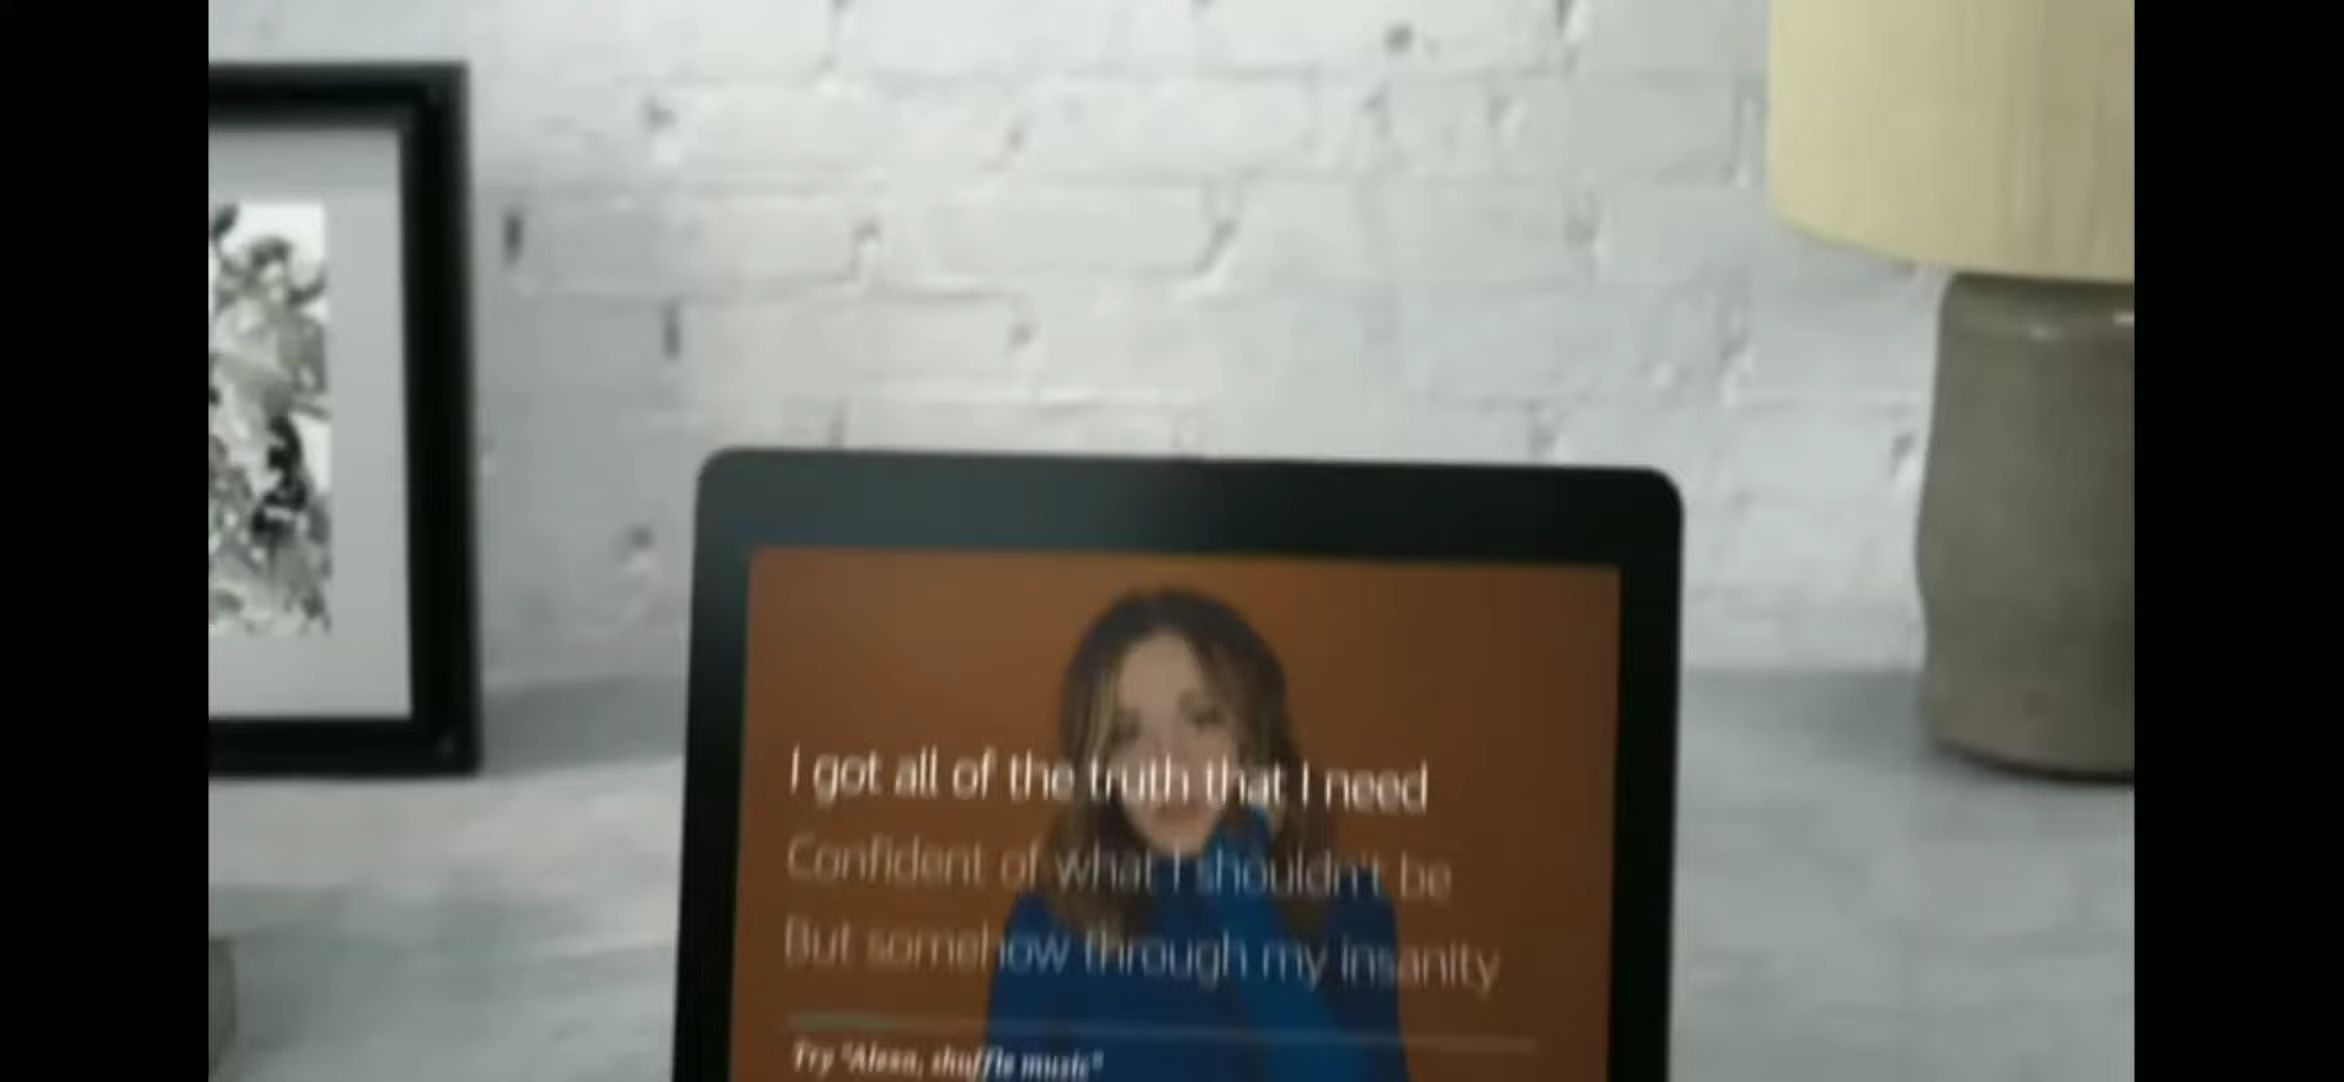 I got all of the truth that I need
Confident of what I shouldn't be
But somehow through my insanity
Try "Alexa, shuffle music"